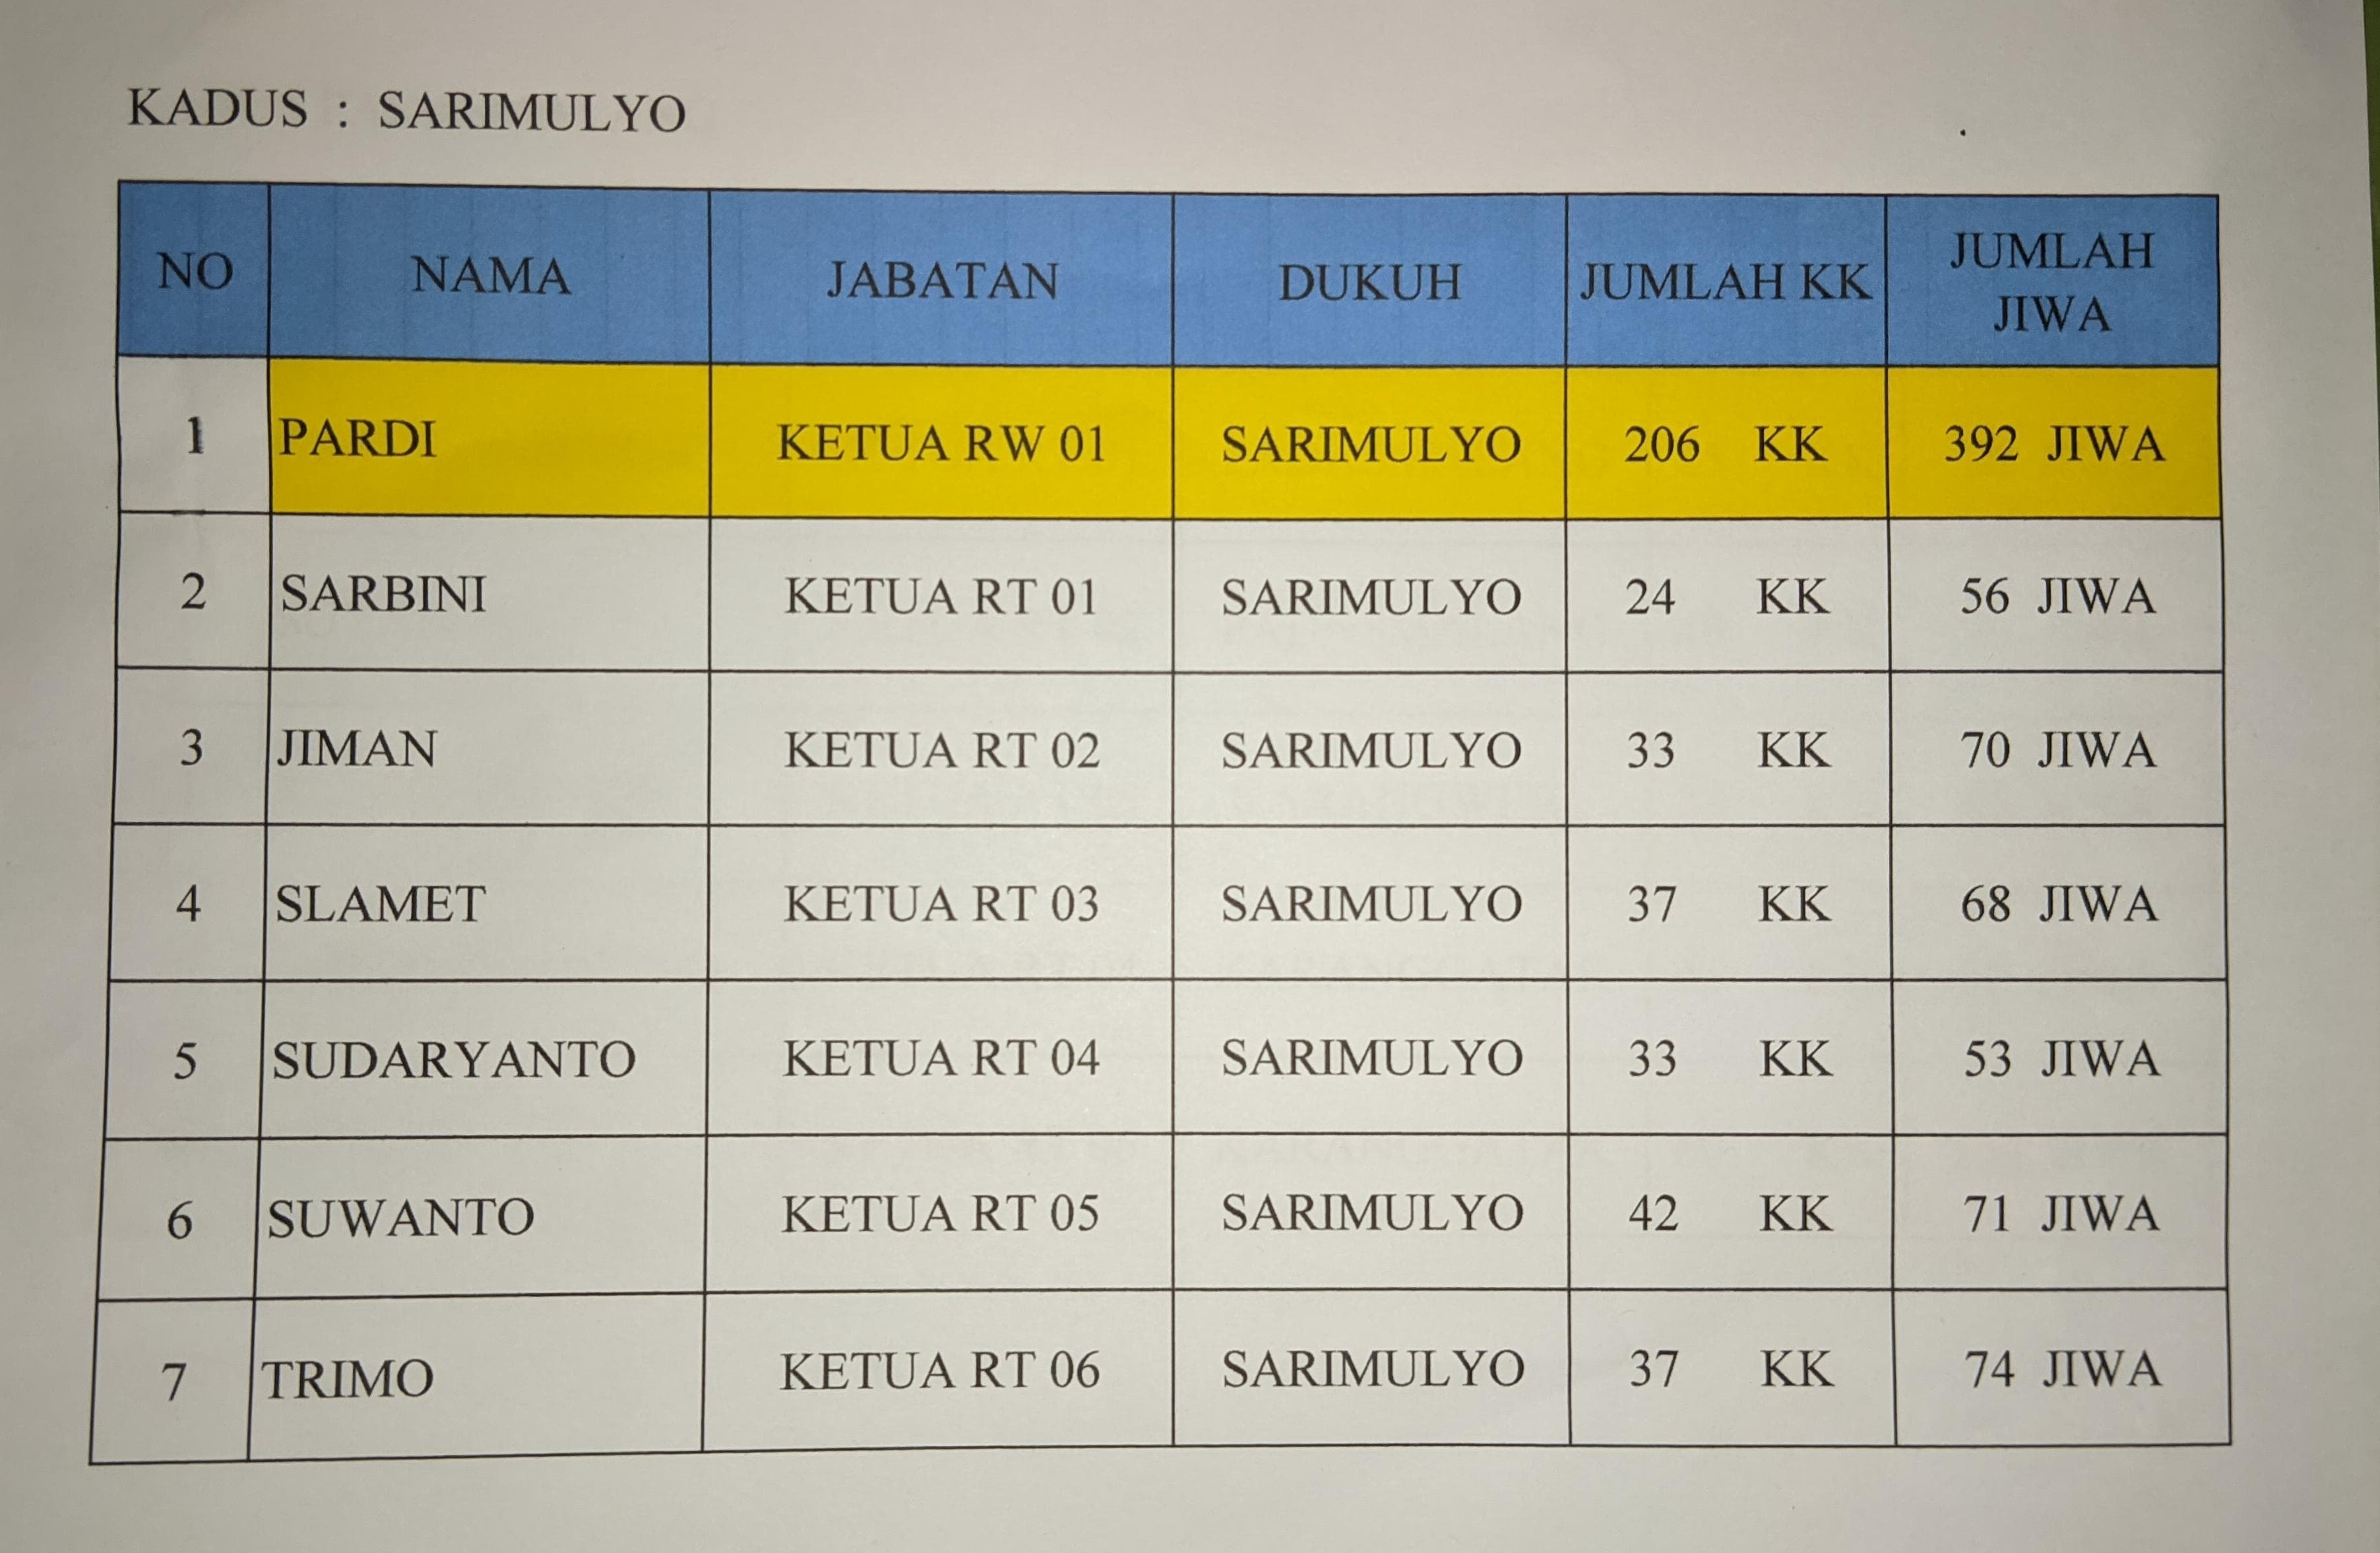 KADUS : SARIMULYO
NO NAMA JABATAN DUKUH JUMLAH KK JUMLAH JIWA
1 PARDI KETUA RW 01 SARIMULYO 206 KK 392 JIWA
2 SARBINI KETUA RT 01 SARIMULYO 24 KK 56 JIWA
3 JIMAN KETUA RT 02 SARIMULYO 33 KK 70 JIWA
4 SLAMET KETUA RT 03 SARIMULYO 37 KK 68 JIWA
5 SUDARYANTO KETUA RT 04 SARIMULYO 33 KK 53 JIWA
6 SUWANTO KETUA RT 05 SARIMULYO 42 KK 71 JIWA
7 TRIMO KETUA RT 06 SARIMULYO 37 KK 74 JIWA